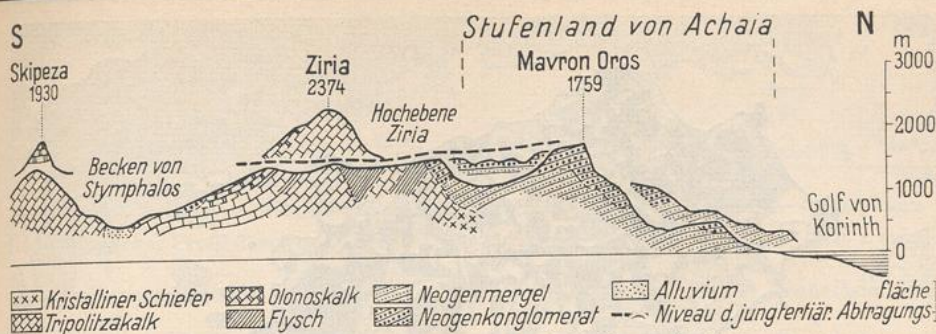 S
Stufenland von Achaia
N
m
Skipeza
1930
Ziria
2374
Mavron Oros
1759
3000
Hochebene
Ziria
2000
Becken von
Stymphalos
1000
Golf von
Korinth
0
Kristalliner Schiefer
Olonoskalk
Neogenmergel
Alluvium
Fläche
Tripolitzakalk
Flysch
Neogenkonglomerat
Niveau d. jungtertiär. Abtragungs-